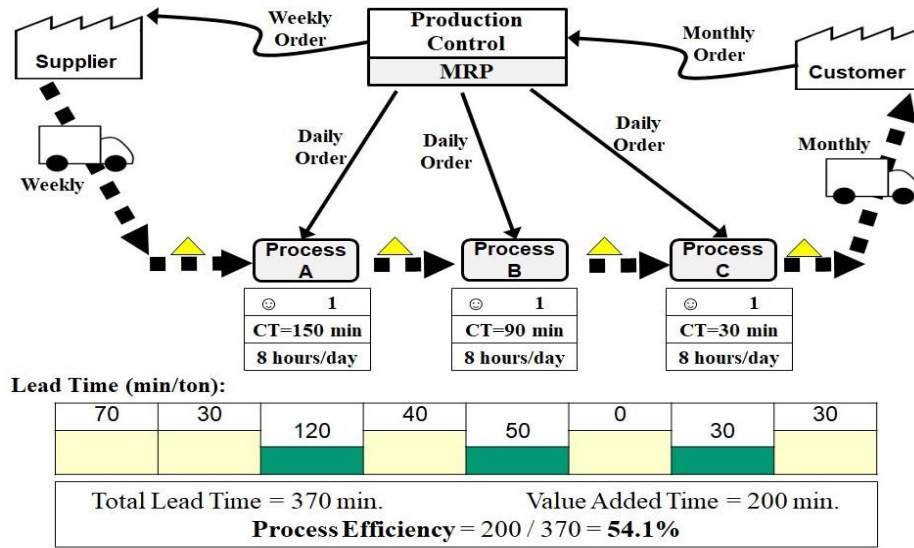 Weekly
Order
Production
Control
MRP
Monthly
Order
Supplier
Customer
Daily
Order
Daily
Order
Daily
Order
Weekly
Monthly
Process
A
Process
B
Process
C
☺ 1
CT=150 min
8 hours/day
☺ 1
CT=90 min
8 hours/day
☺ 1
CT=30 min
8 hours/day
Lead Time (min/ton):
70 30 120 40 50 0 30 30
Total Lead Time = 370 min. Value Added Time = 200 min.
Process Efficiency = 200 / 370 = 54.1%